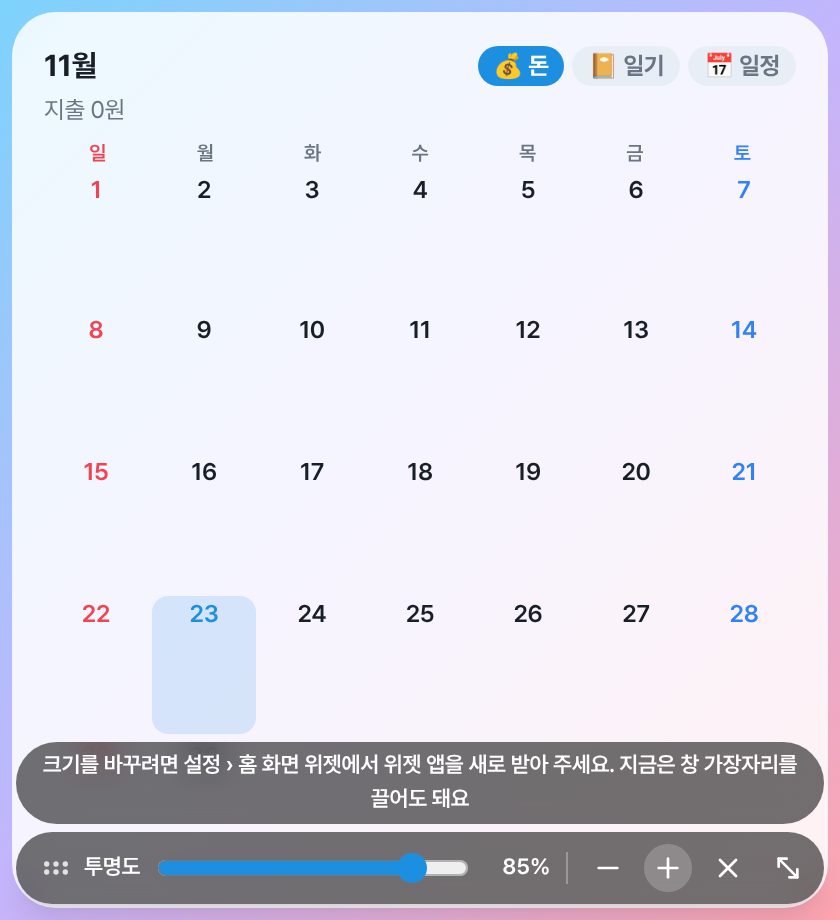 11월
💰 돈 📔 일기 📅 일정
지출 0원
일 월 화 수 목 금 토
1 2 3 4 5 6 7
8 9 10 11 12 13 14
15 16 17 18 19 20 21
22 23 24 25 26 27 28
크기를 바꾸려면 설정 › 홈 화면 위젯에서 위젯 앱을 새로 받아 주세요. 지금은 창 가장자리를
끌어도 돼요
투명도 85%